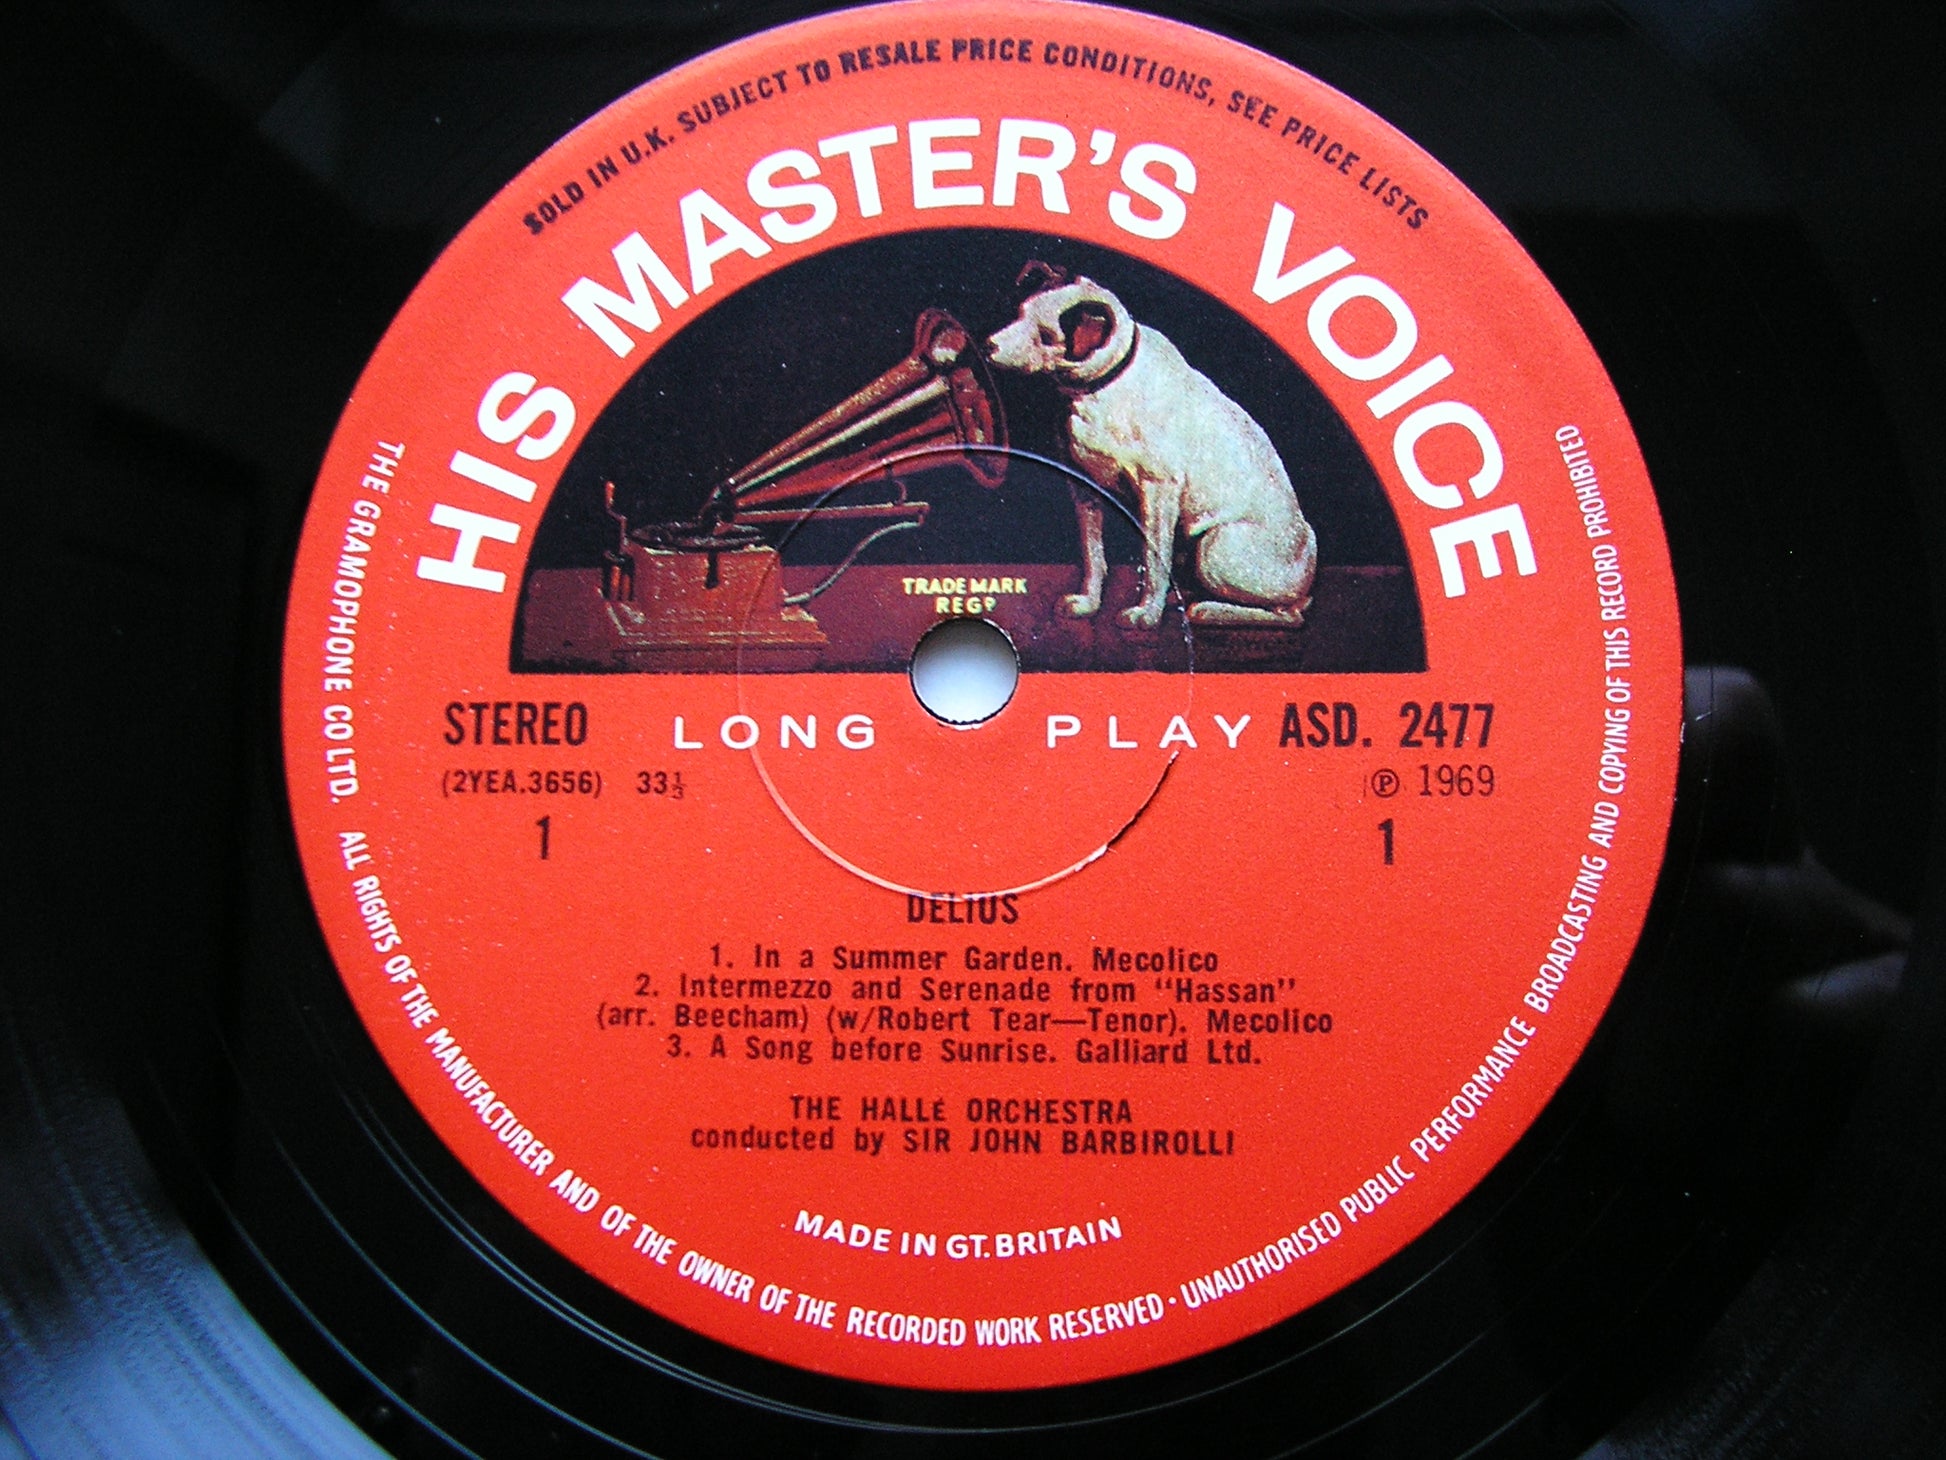 SOLD IN U.K. SUBJECT TO RESALE PRICE CONDITIONS, SEE PRICE LISTS
HIS MASTER'S VOICE
TRADE MARK
REGD
STEREO LONG PLAY ASD. 2477
(2YEA.3656) 33⅓ ℗ 1969
1 1
DELIUS
1. In a Summer Garden. Mecolico
2. Intermezzo and Serenade from “Hassan”
(arr. Beecham) (w/Robert Tear—Tenor). Mecolico
3. A Song before Sunrise. Galliard Ltd.
THE HALLÉ ORCHESTRA
conducted by SIR JOHN BARBIROLLI
MADE IN GT. BRITAIN
THE GRAMOPHONE CO LTD. ALL RIGHTS OF THE MANUFACTURER AND OF THE OWNER OF THE RECORDED WORK RESERVED · UNAUTHORISED PUBLIC PERFORMANCE BROADCASTING AND COPYING OF THIS RECORD PROHIBITED